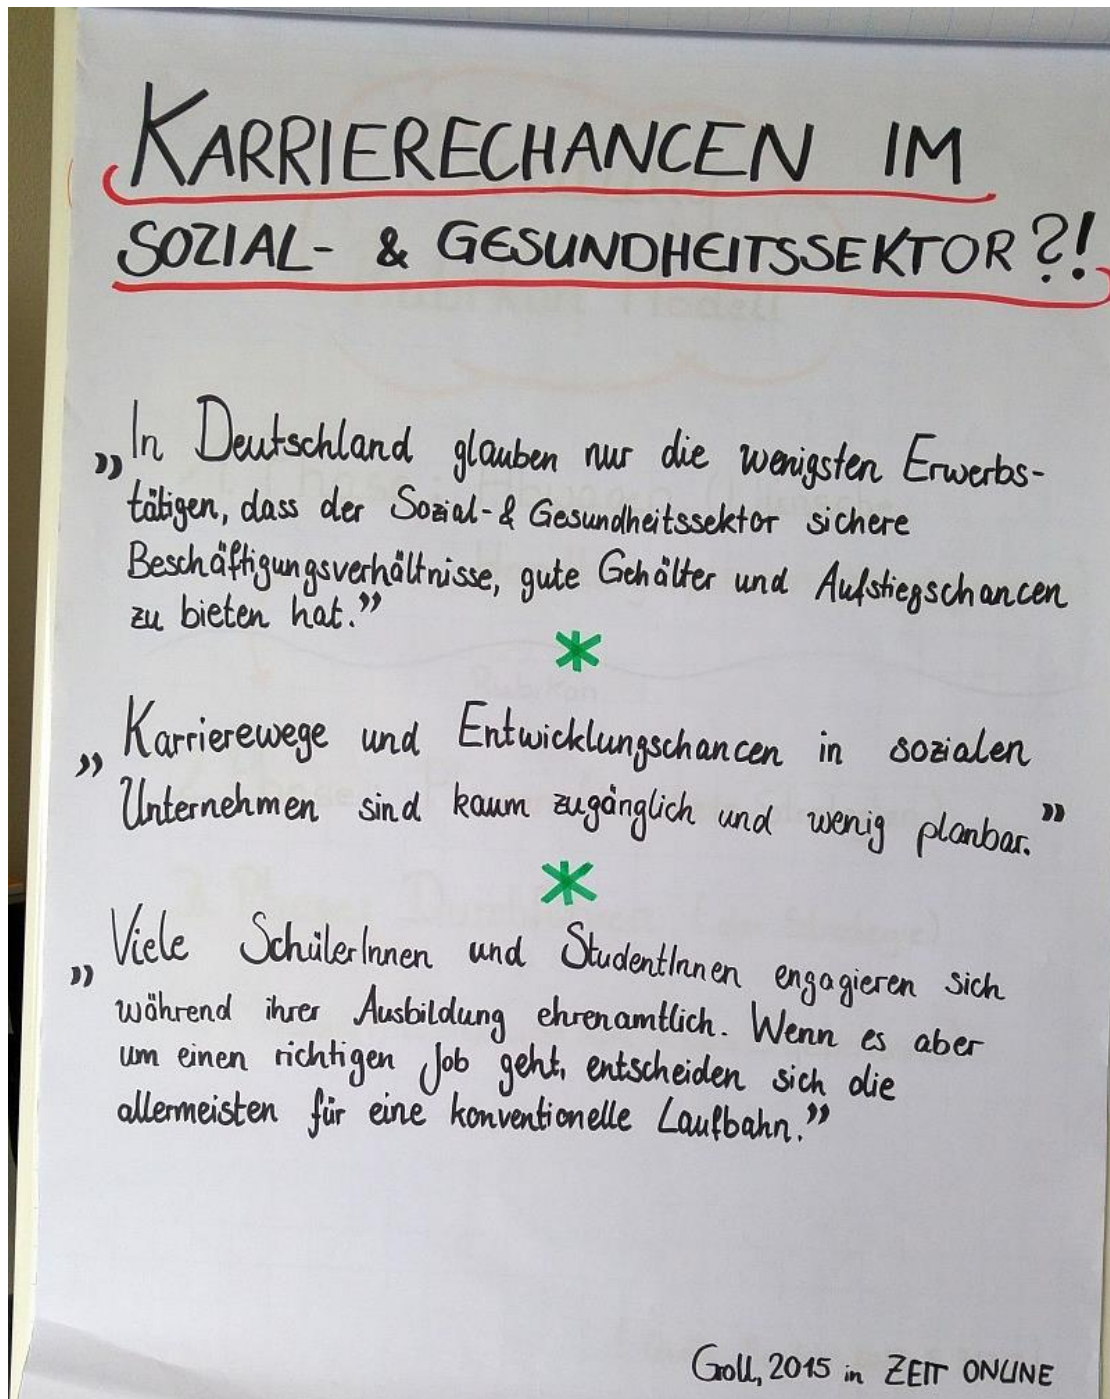 KARRIERECHANCEN IM
SOZIAL- & GESUNDHEITSSEKTOR?!
„In Deutschland glauben nur die wenigsten Erwerbs-
tätigen, dass der Sozial- & Gesundheitssektor sichere
Beschäftigungsverhältnisse, gute Gehälter und Aufstiegschancen
zu bieten hat.”
*
„Karrierewege und Entwicklungschancen in sozialen
Unternehmen sind kaum zugänglich und wenig planbar.”
*
„Viele SchülerInnen und StudentInnen engagieren sich
während ihrer Ausbildung ehrenamtlich. Wenn es aber
um einen richtigen Job geht, entscheiden sich die
allermeisten für eine konventionelle Laufbahn.”
Groll, 2015 in ZEIT ONLINE